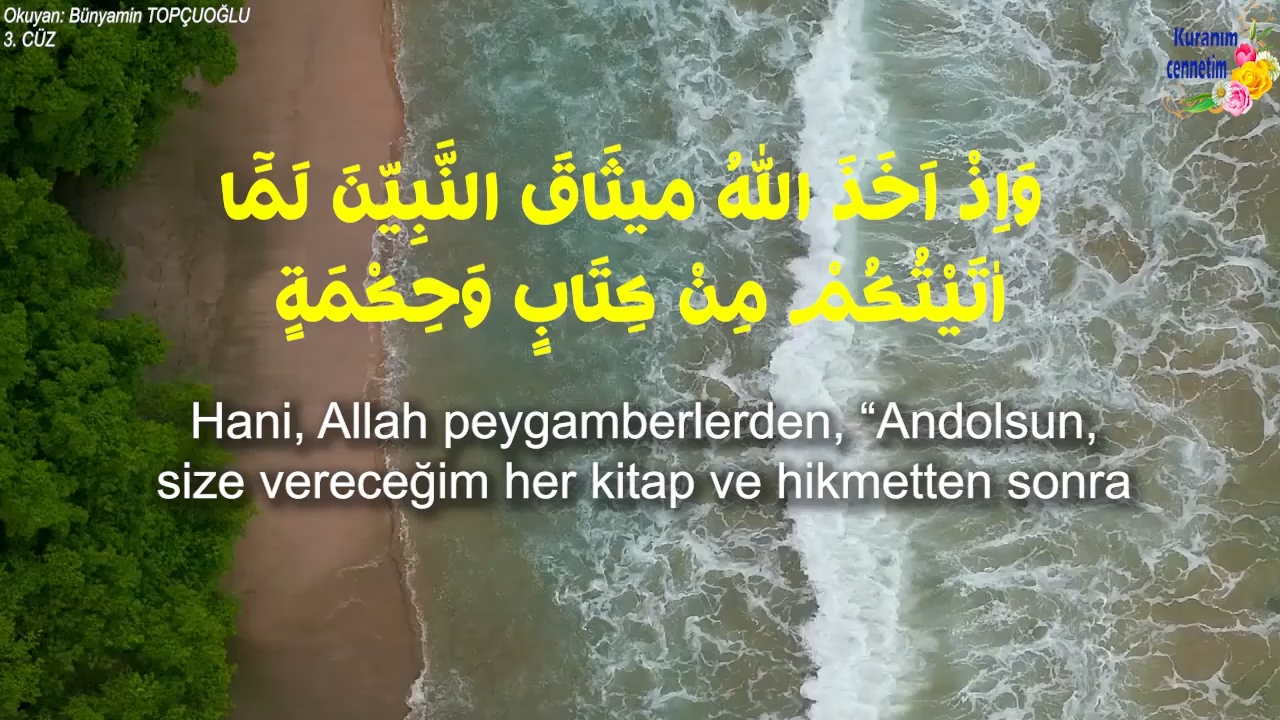 Okuyan: Bünyamin TOPÇUOĞLU
3. CÜZ
Kuranım
cennetim
وَاِذْ اَخَذَ اللّٰهُ ميثَاقَ النَّبِيّنَ لَمَٓا
اٰتَيْتُكُمْ مِنْ كِتَابٍ وَحِكْمَةٍ
Hani, Allah peygamberlerden, “Andolsun,
size vereceğim her kitap ve hikmetten sonra